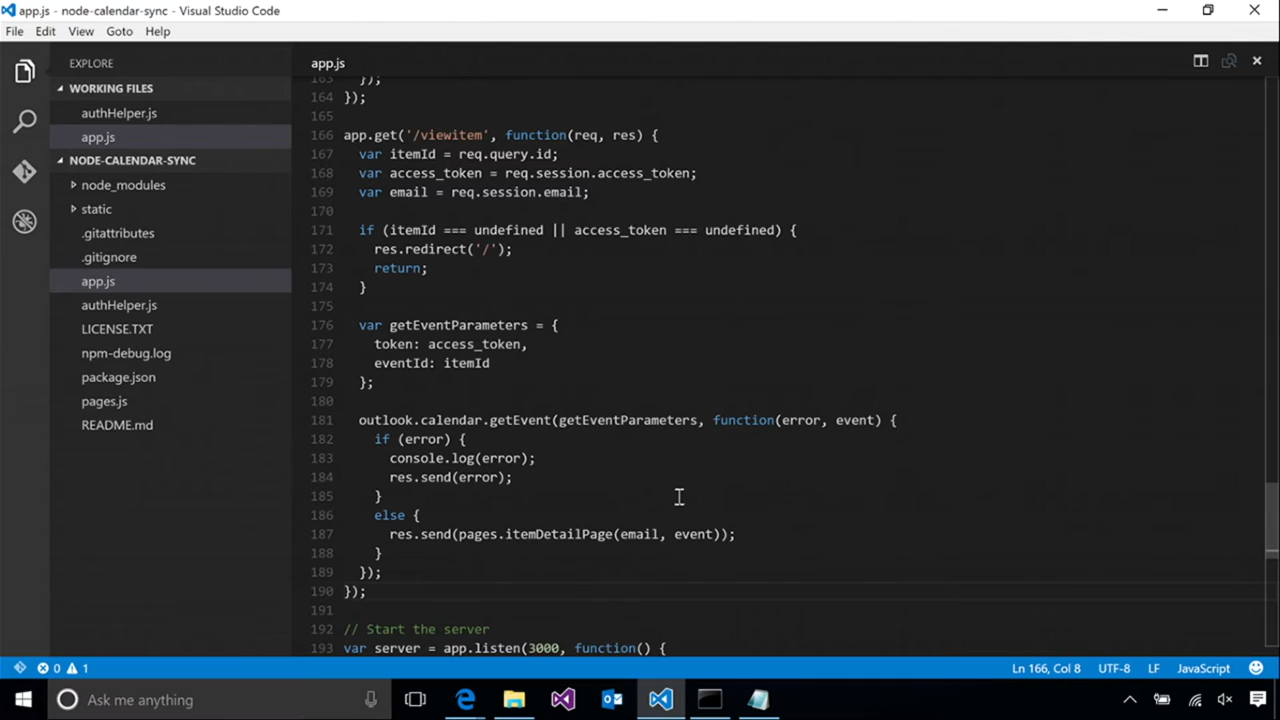 app.js - node-calendar-sync - Visual Studio Code
File Edit View Goto Help
EXPLORE
WORKING FILES
authHelper.js
app.js
NODE-CALENDAR-SYNC
node_modules
static
.gitattributes
.gitignore
app.js
authHelper.js
LICENSE.TXT
npm-debug.log
package.json
pages.js
README.md
app.js
163 });
164 });
165
166 app.get('/viewitem', function(req, res) {
167 var itemId = req.query.id;
168 var access_token = req.session.access_token;
169 var email = req.session.email;
170
171 if (itemId === undefined || access_token === undefined) {
172 res.redirect('/');
173 return;
174 }
175
176 var getEventParameters = {
177 token: access_token,
178 eventId: itemId
179 };
180
181 outlook.calendar.getEvent(getEventParameters, function(error, event) {
182 if (error) {
183 console.log(error);
184 res.send(error);
185 }
186 else {
187 res.send(pages.itemDetailPage(email, event));
188 }
189 });
190 });
191
192 // Start the server
193 var server = app.listen(3000, function() {
0 1 Ln 166, Col 8 UTF-8 LF JavaScript
Ask me anything